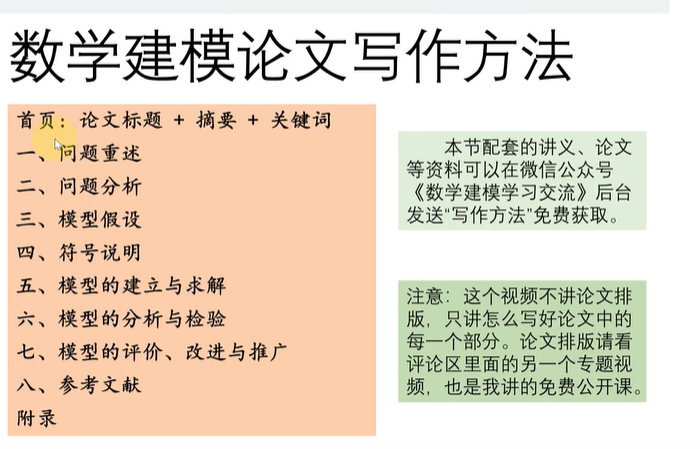 数学建模论文写作方法
首页：论文标题 + 摘要 + 关键词
一、问题重述
二、问题分析
三、模型假设
四、符号说明
五、模型的建立与求解
六、模型的分析与检验
七、模型的评价、改进与推广
八、参考文献
附录
本节配套的讲义、论文
等资料可以在微信公众号
《数学建模学习交流》后台
发送“写作方法”免费获取。
注意：这个视频不讲论文排
版，只讲怎么写好论文中的
每一个部分。论文排版请看
评论区里面的另一个专题视
频，也是我讲的免费公开课。